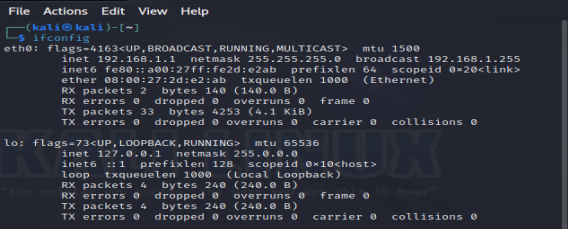 File Actions Edit View Help
(kali㉿kali)-[~]
$ ifconfig
eth0: flags=4163<UP,BROADCAST,RUNNING,MULTICAST> mtu 1500
inet 192.168.1.1 netmask 255.255.255.0 broadcast 192.168.1.255
inet6 fe80::a00:27ff:fe2d:e2ab prefixlen 64 scopeid 0×20<link>
ether 08:00:27:2d:e2:ab txqueuelen 1000 (Ethernet)
RX packets 2 bytes 140 (140.0 B)
RX errors 0 dropped 0 overruns 0 frame 0
TX packets 33 bytes 4253 (4.1 KiB)
TX errors 0 dropped 0 overruns 0 carrier 0 collisions 0
lo: flags=73<UP,LOOPBACK,RUNNING> mtu 65536
inet 127.0.0.1 netmask 255.0.0.0
inet6 ::1 prefixlen 128 scopeid 0×10<host>
loop txqueuelen 1000 (Local Loopback)
RX packets 4 bytes 240 (240.0 B)
RX errors 0 dropped 0 overruns 0 frame 0
TX packets 4 bytes 240 (240.0 B)
TX errors 0 dropped 0 overruns 0 carrier 0 collisions 0
KALI LINUX